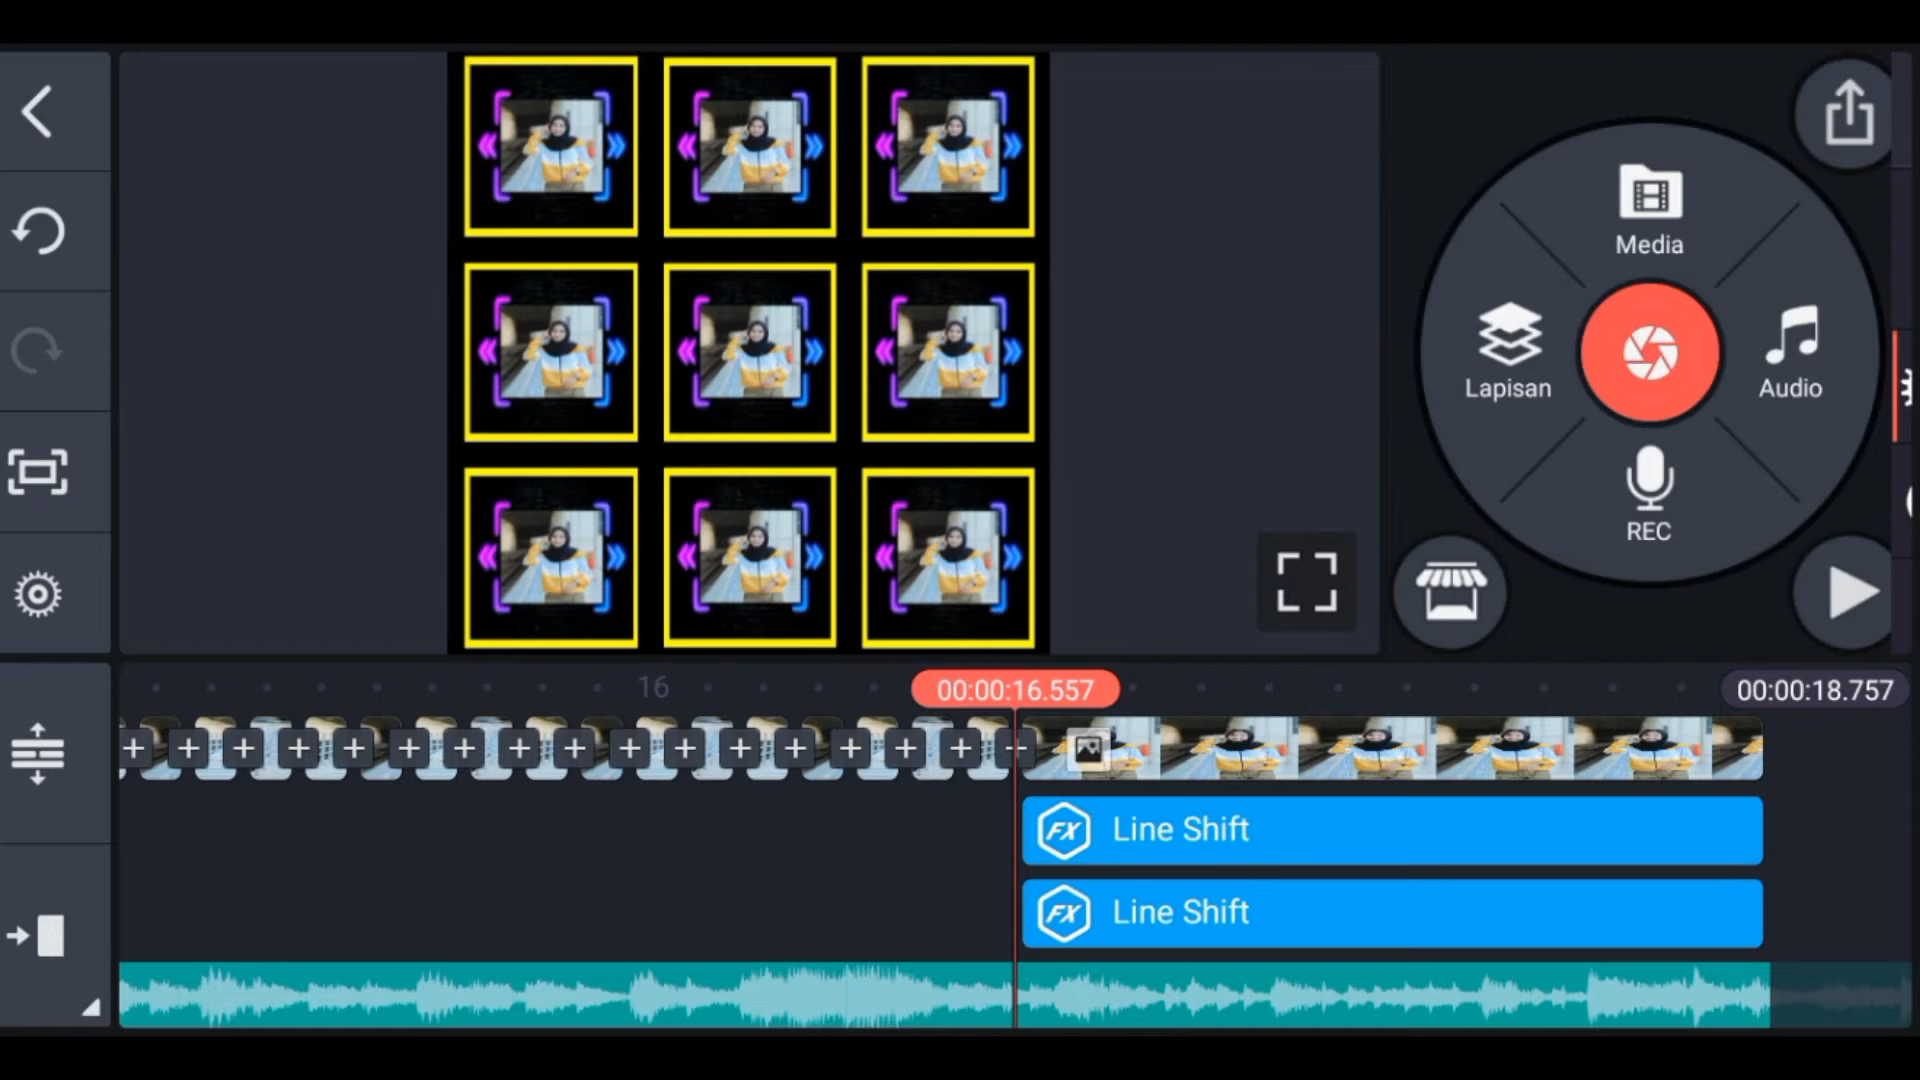 Media
Lapisan
Audio
REC
16
00:00:16.557
00:00:18.757
FX Line Shift
FX Line Shift